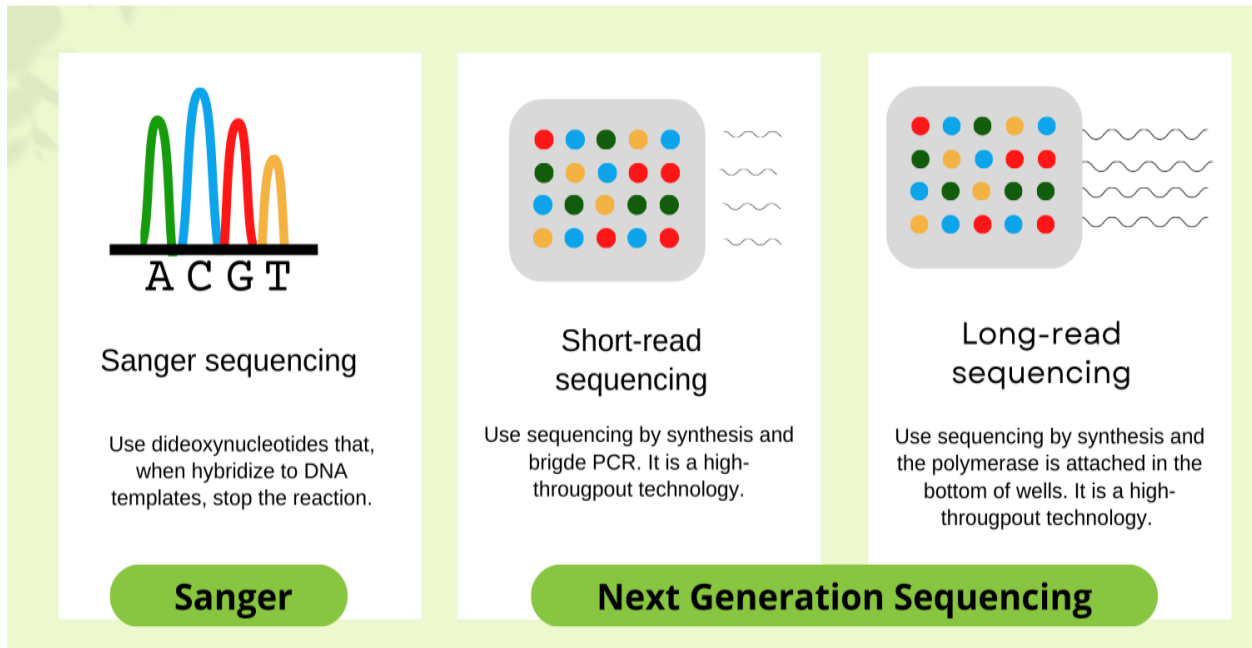 A C G T
Sanger sequencing
Use dideoxynucleotides that,
when hybridize to DNA
templates, stop the reaction.
Sanger
Short-read
sequencing
Use sequencing by synthesis and
brigde PCR. It is a high-
througpout technology.
Long-read
sequencing
Use sequencing by synthesis and
the polymerase is attached in the
bottom of wells. It is a high-
througpout technology.
Next Generation Sequencing